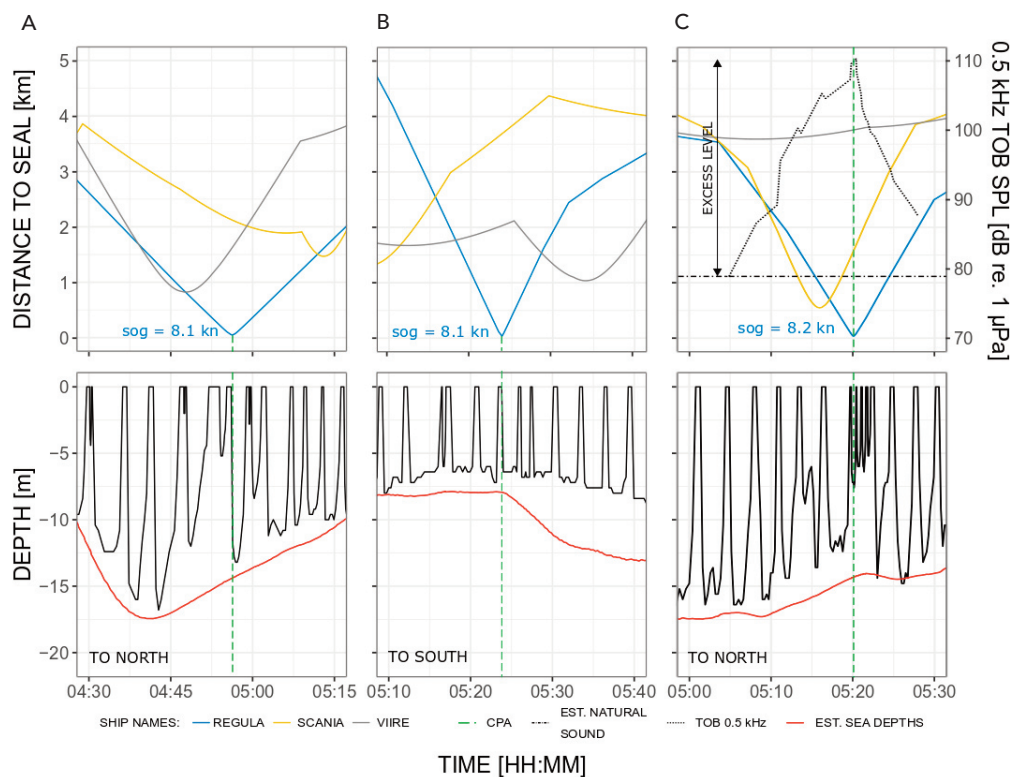 A
B
C
DISTANCE TO SEAL [km]
5
4
3
2
1
0
sog = 8.1 kn
sog = 8.1 kn
sog = 8.2 kn
EXCESS LEVEL
110
100
90
80
70
0.5 kHz TOB SPL [dB re. 1 µPa]
DEPTH [m]
0
−5
−10
−15
−20
TO NORTH
TO SOUTH
TO NORTH
04:30 04:45 05:00 05:15
05:10 05:20 05:30 05:40
05:00 05:10 05:20 05:30
SHIP NAMES: REGULA SCANIA VIIRE CPA EST. NATURAL SOUND TOB 0.5 kHz EST. SEA DEPTHS
TIME [HH:MM]